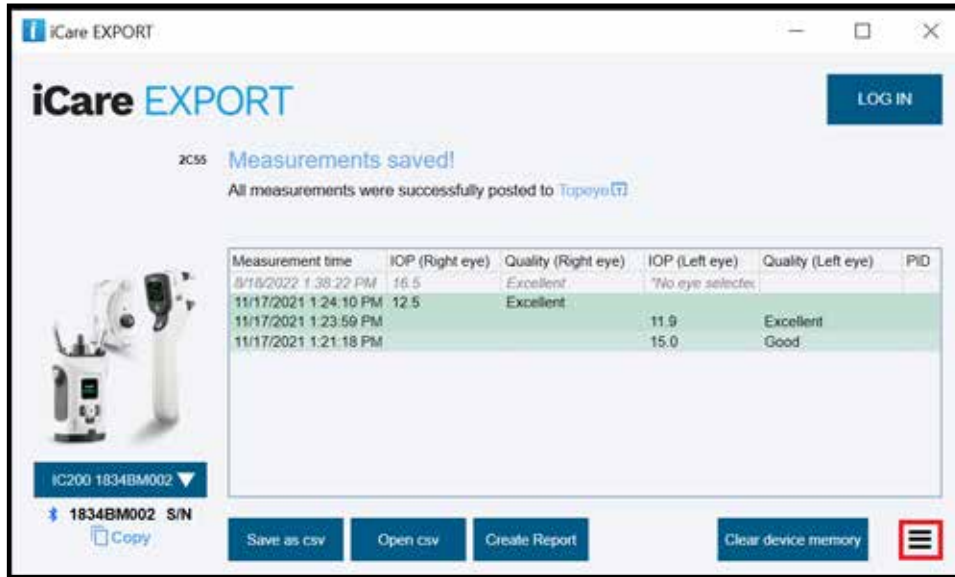 iCare EXPORT
iCare EXPORT
LOG IN
2C55
Measurements saved!
All measurements were successfully posted to Topeye
Measurement time IOP (Right eye) Quality (Right eye) IOP (Left eye) Quality (Left eye) PID
8/18/2022 1:38:22 PM 16.5 Excellent *No eye selected
11/17/2021 1:24:10 PM 12.5 Excellent
11/17/2021 1:23:59 PM 11.9 Excellent
11/17/2021 1:21:18 PM 15.0 Good
IC200 1834BM002
1834BM002 S/N
Copy
Save as csv Open csv Create Report Clear device memory